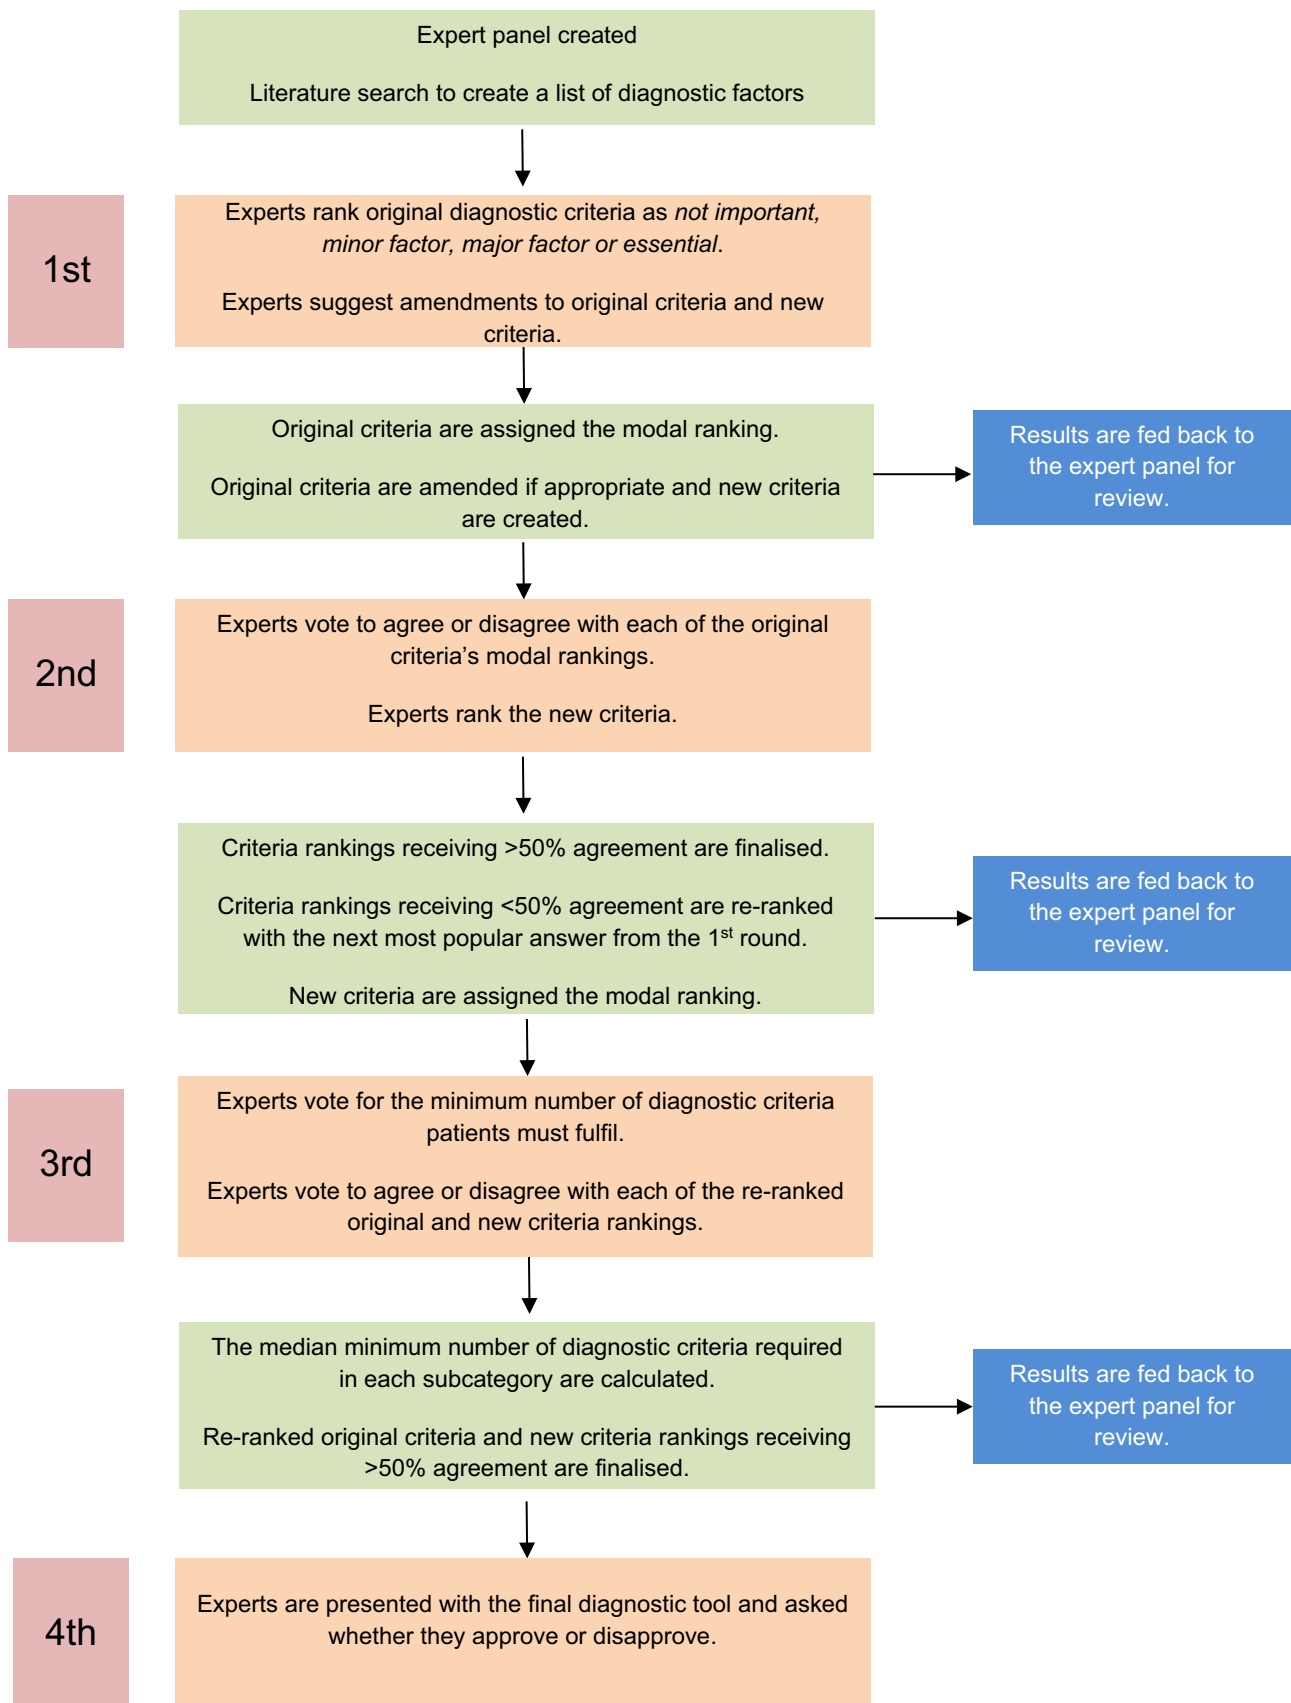 Expert panel created
Literature search to create a list of diagnostic factors
1st
Experts rank original diagnostic criteria as not important,
minor factor, major factor or essential.
Experts suggest amendments to original criteria and new
criteria.
Original criteria are assigned the modal ranking.
Original criteria are amended if appropriate and new criteria
are created.
Results are fed back to
the expert panel for
review.
2nd
Experts vote to agree or disagree with each of the original
criteria’s modal rankings.
Experts rank the new criteria.
Criteria rankings receiving >50% agreement are finalised.
Criteria rankings receiving <50% agreement are re-ranked
with the next most popular answer from the 1st round.
New criteria are assigned the modal ranking.
Results are fed back to
the expert panel for
review.
3rd
Experts vote for the minimum number of diagnostic criteria
patients must fulfil.
Experts vote to agree or disagree with each of the re-ranked
original and new criteria rankings.
The median minimum number of diagnostic criteria required
in each subcategory are calculated.
Re-ranked original criteria and new criteria rankings receiving
>50% agreement are finalised.
Results are fed back to
the expert panel for
review.
4th
Experts are presented with the final diagnostic tool and asked
whether they approve or disapprove.